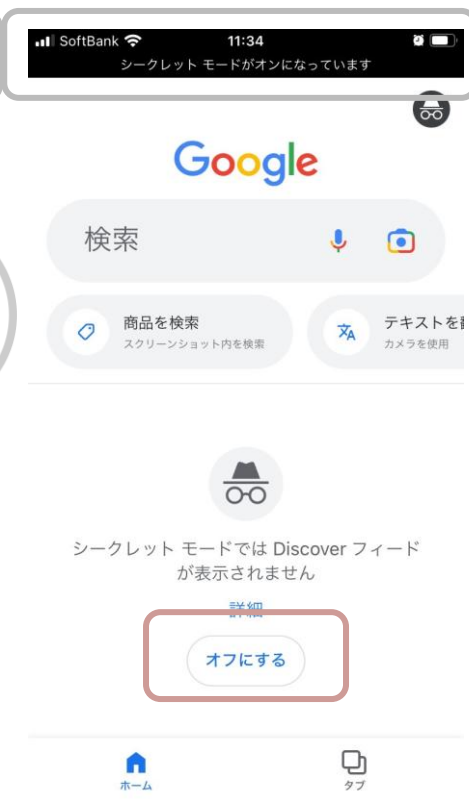 SoftBank 11:34
シークレット モードがオンになっています
Google
検索
商品を検索
スクリーンショット内を検索
テキストを
カメラを使用
シークレット モードでは Discover フィード
が表示されません
詳細
オフにする
ホーム
タブ